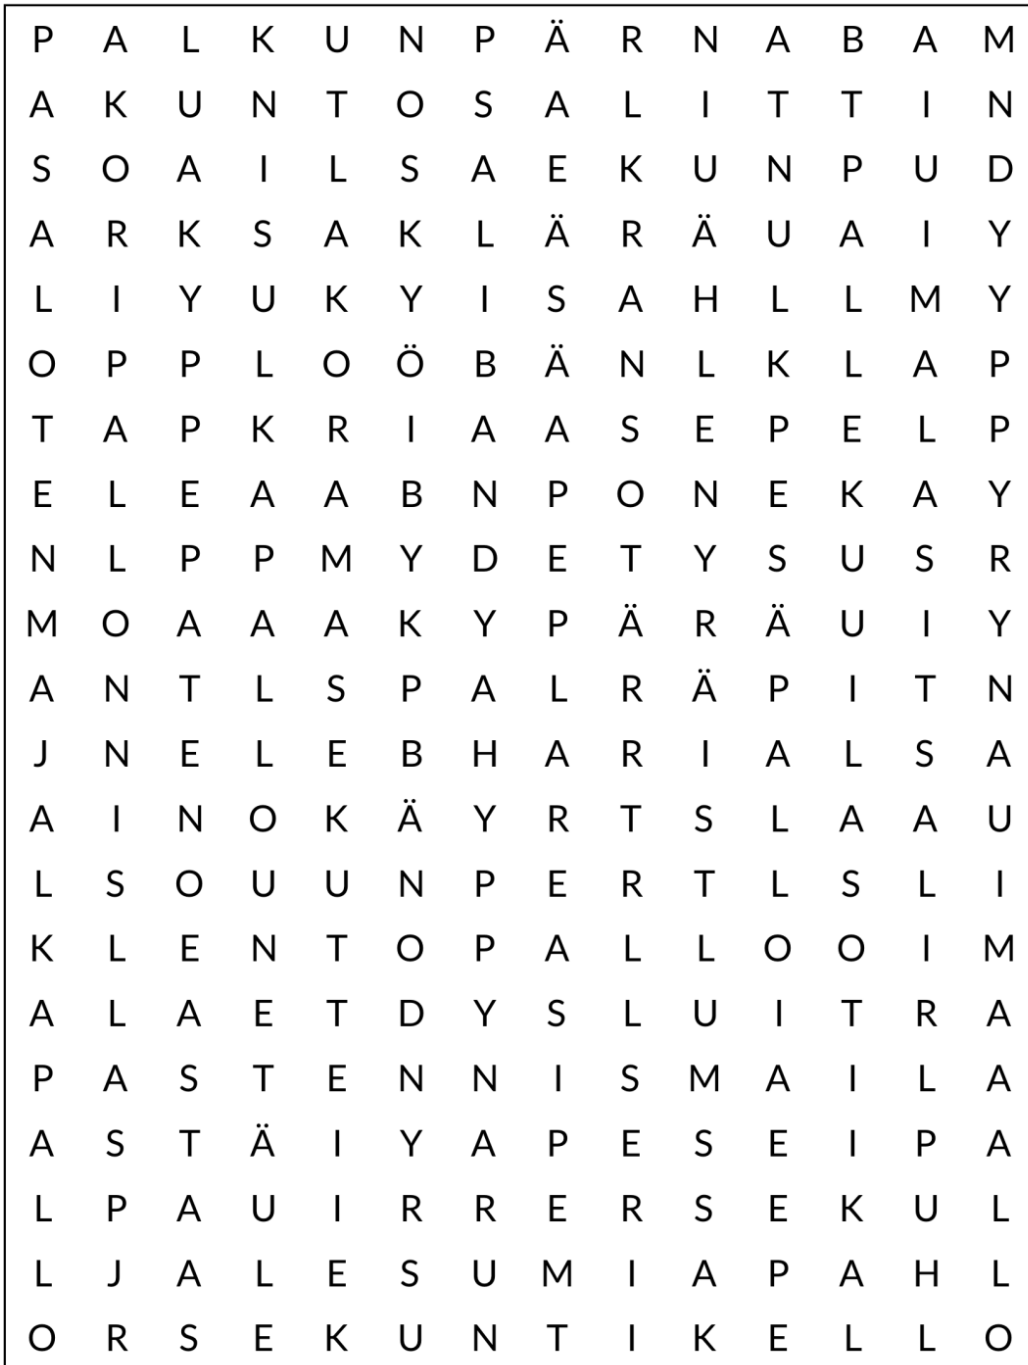 P A L K U N P Ä R N A B A M
A K U N T O S A L I T T I N
S O A I L S A E K U N P U D
A R K S A K L Ä R Ä U A I Y
L I Y U K Y I S A H L L M Y
O P P L O Ö B Ä N L K L A P
T A P K R I A A S E P E L P
E L E A A B N P O N E K A Y
N L P P M Y D E T Y S U S R
M O A A A K Y P Ä R Ä U I Y
A N T L S P A L R Ä P I T N
J N E L E B H A R I A L S A
A I N O K Ä Y R T S L A A U
L S O U U N P E R T L S L I
K L E N T O P A L L O O I M
A L A E T D Y S L U I T R A
P A S T E N N I S M A I L A
A S T Ä I Y A P E S E I P A
L P A U I R R E R S E K U L
L J A L E S U M I A P A H L
O R S E K U N T I K E L L O